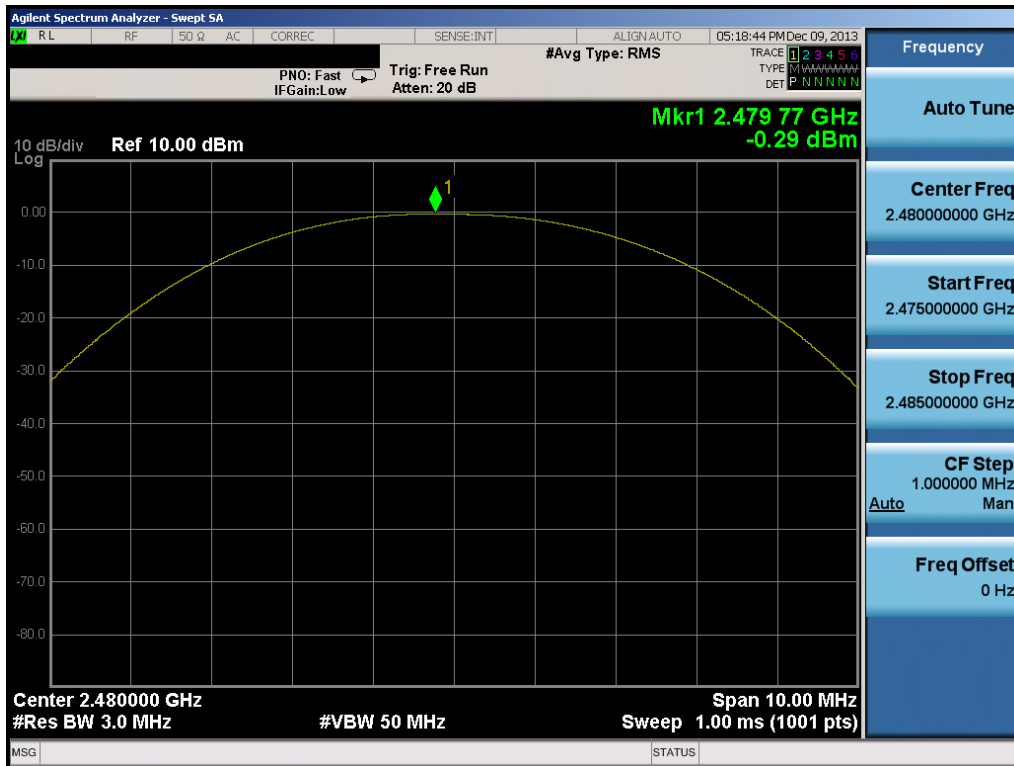 Agilent Spectrum Analyzer - Swept SA
LXI RL RF 50 Ω AC CORREC SENSE:INT ALIGN AUTO 05:18:44 PM Dec 09, 2013
#Avg Type: RMS
TRACE 1 2 3 4 5 6
PNO: Fast Trig: Free Run
TYPE M W W W W W
IFGain:Low Atten: 20 dB
DET P N N N N N
Mkr1 2.479 77 GHz
-0.29 dBm
10 dB/div Ref 10.00 dBm
Log
1
0.00
-10.0
-20.0
-30.0
-40.0
-50.0
-60.0
-70.0
-80.0
Center 2.480000 GHz Span 10.00 MHz
#Res BW 3.0 MHz #VBW 50 MHz Sweep 1.00 ms (1001 pts)
MSG STATUS
Frequency
Auto Tune
Center Freq
2.480000000 GHz
Start Freq
2.475000000 GHz
Stop Freq
2.485000000 GHz
CF Step
1.000000 MHz
Auto Man
Freq Offset
0 Hz